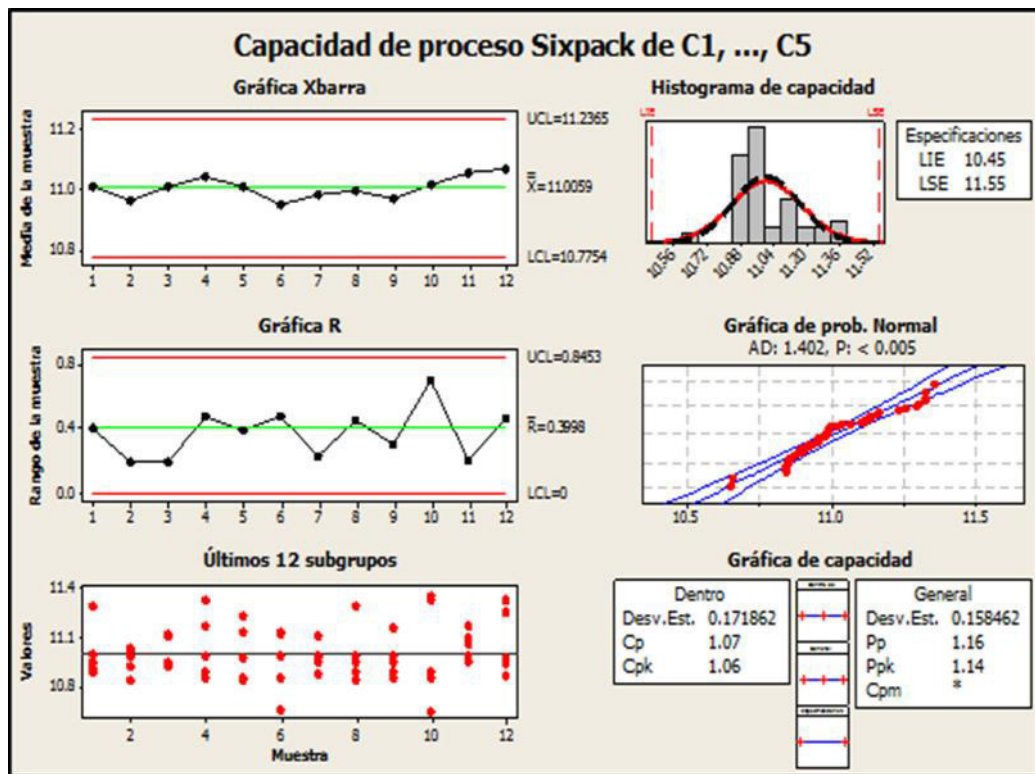 Capacidad de proceso Sixpack de C1, ..., C5
Gráfica Xbarra
Media de la muestra
11.2
11.0
10.8
UCL=11.2365
X=11.0059
LCL=10.7754
1 2 3 4 5 6 7 8 9 10 11 12
Histograma de capacidad
LIE
LSE
10.56 10.72 10.88 11.04 11.20 11.36 11.52
Especificaciones
LIE 10.45
LSE 11.55
Gráfica R
Rango de la muestra
0.8
0.4
0.0
UCL=0.8453
R=0.3998
LCL=0
1 2 3 4 5 6 7 8 9 10 11 12
Gráfica de prob. Normal
AD: 1.402, P: < 0.005
10.5 11.0 11.5
Últimos 12 subgrupos
Valores
11.4
11.1
10.8
2 4 6 8 10 12
Muestra
Gráfica de capacidad
Dentro
Desv.Est. 0.171862
Cp 1.07
Cpk 1.06
General
Desv.Est. 0.158462
Pp 1.16
Ppk 1.14
Cpm *